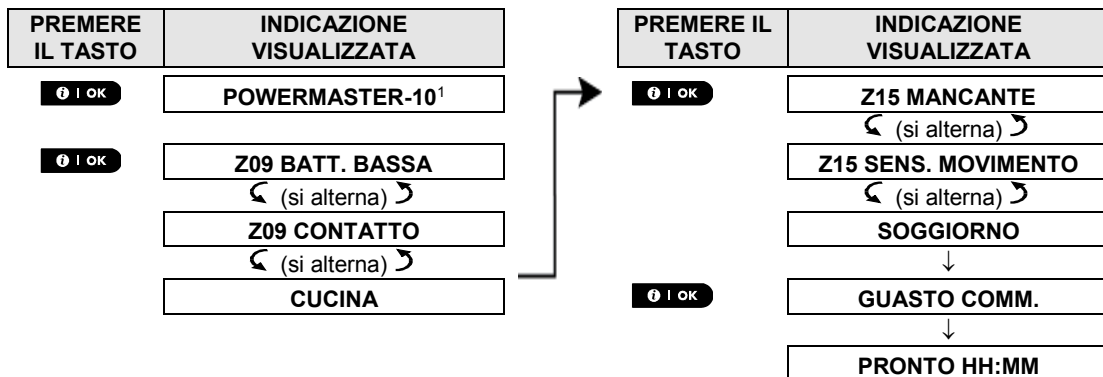 PREMERE
IL TASTO
INDICAZIONE
VISUALIZZATA
i | OK
POWERMASTER-10¹
i | OK
Z09 BATT. BASSA
(si alterna)
Z09 CONTATTO
(si alterna)
CUCINA
PREMERE IL
TASTO
INDICAZIONE
VISUALIZZATA
i | OK
Z15 MANCANTE
(si alterna)
Z15 SENS. MOVIMENTO
(si alterna)
SOGGIORNO
↓
i | OK
GUASTO COMM.
↓
PRONTO HH:MM